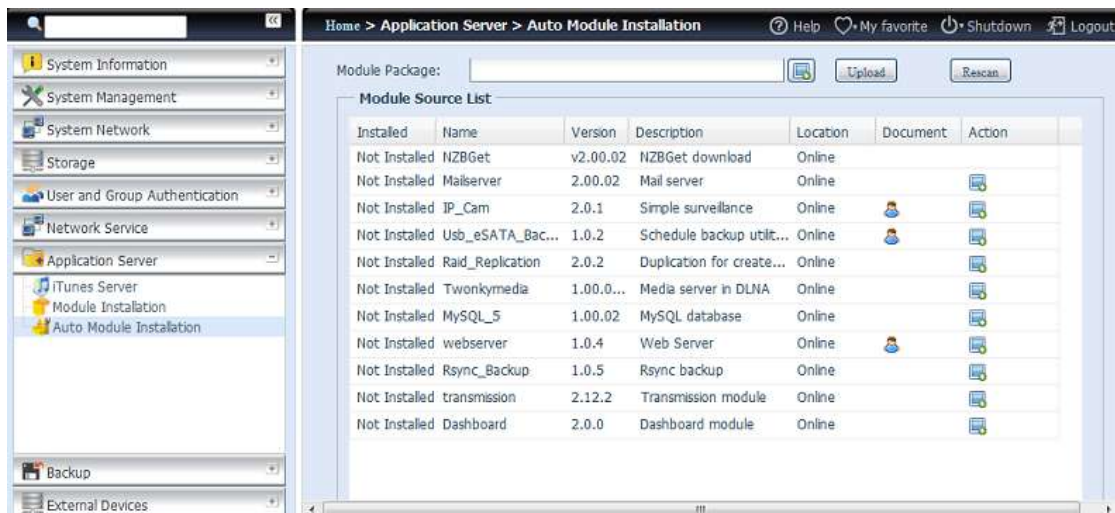 Home > Application Server > Auto Module Installation Help My favorite Shutdown Logout
System Information
System Management
System Network
Storage
User and Group Authentication
Network Service
Application Server
iTunes Server
Module Installation
Auto Module Installation
Backup
External Devices
Module Package: Upload Rescan
Module Source List
Installed Name Version Description Location Document Action
Not Installed NZBGet v2.00.02 NZBGet download Online
Not Installed Mailserver 2.00.02 Mail server Online
Not Installed IP_Cam 2.0.1 Simple surveillance Online
Not Installed Usb_eSATA_Bac... 1.0.2 Schedule backup utilit... Online
Not Installed Raid_Replication 2.0.2 Duplication for create... Online
Not Installed Twonkymedia 1.00.0... Media server in DLNA Online
Not Installed MySQL_5 1.00.02 MySQL database Online
Not Installed webserver 1.0.4 Web Server Online
Not Installed Rsync_Backup 1.0.5 Rsync backup Online
Not Installed transmission 2.12.2 Transmission module Online
Not Installed Dashboard 2.0.0 Dashboard module Online